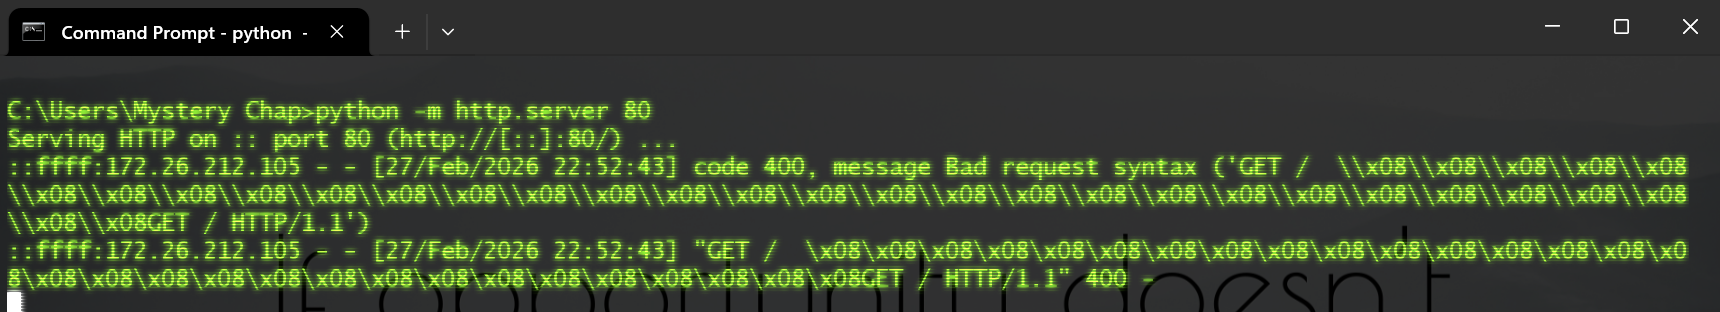 Command Prompt - python -
C:\Users\Mystery Chap>python -m http.server 80
Serving HTTP on :: port 80 (http://[::]:80/) ...
::ffff:172.26.212.105 - - [27/Feb/2026 22:52:43] code 400, message Bad request syntax ('GET /  \\x08\\x08\\x08\\x08\\x08
\\x08\\x08\\x08\\x08\\x08\\x08\\x08\\x08\\x08\\x08\\x08\\x08\\x08\\x08\\x08\\x08\\x08\\x08\\x08\\x08\\x08\\x08\\x08\\x08
\\x08\\x08GET / HTTP/1.1')
::ffff:172.26.212.105 - - [27/Feb/2026 22:52:43] "GET /  \x08\x08\x08\x08\x08\x08\x08\x08\x08\x08\x08\x08\x08\x08\x08\x0
8\x08\x08\x08\x08\x08\x08\x08\x08\x08\x08\x08\x08\x08\x08\x08GET / HTTP/1.1" 400 -
If opportunity doesn't